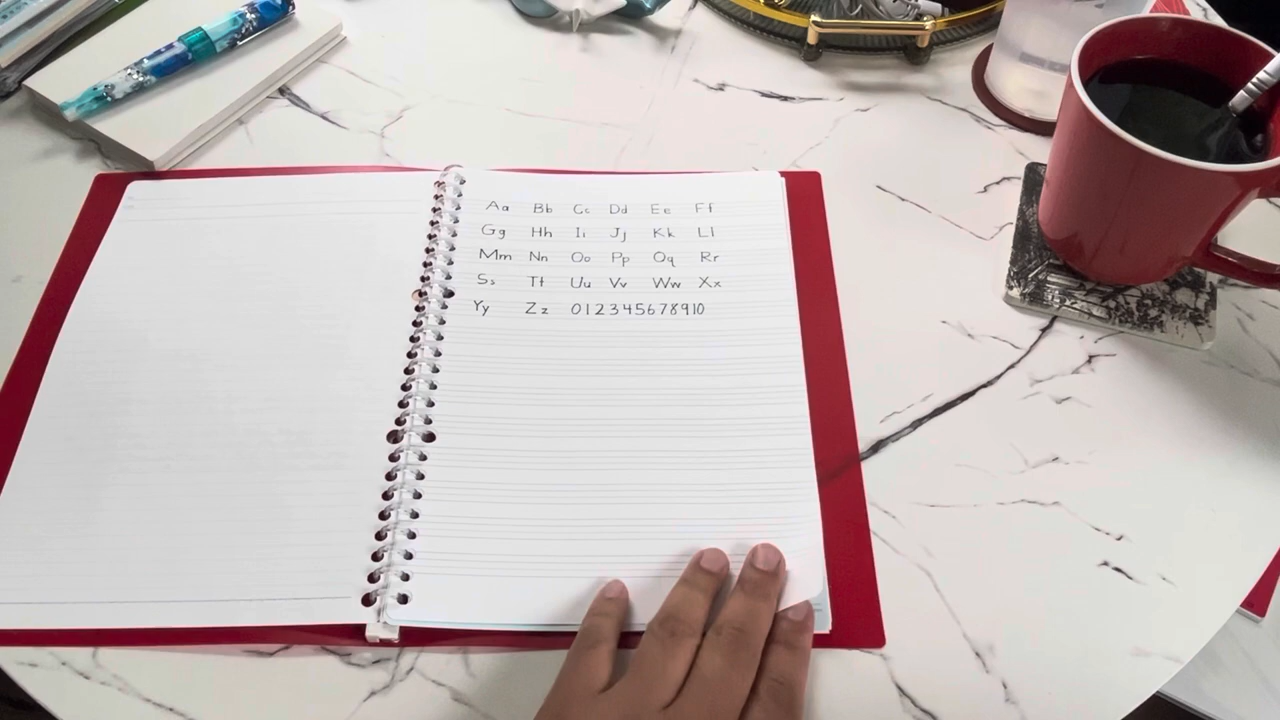 Aa Bb Cc Dd Ee Ff
Gg Hh Ii Jj Kk Ll
Mm Nn Oo Pp Qq Rr
Ss Tt Uu Vv Ww Xx
Yy Zz 012345678910